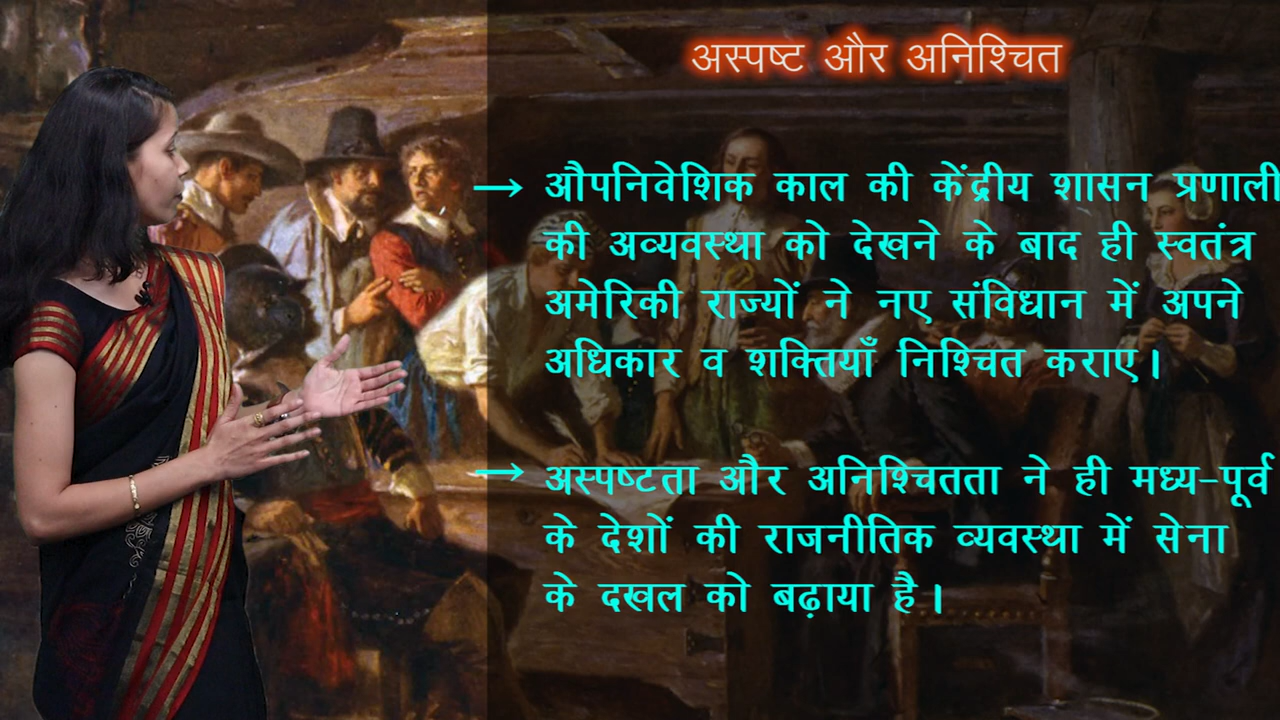 अस्पष्ट और अनिश्चित
→ औपनिवेशिक काल की केंद्रीय शासन प्रणाली
की अव्यवस्था को देखने के बाद ही स्वतंत्र
अमेरिकी राज्यों ने नए संविधान में अपने
अधिकार व शक्तियाँ निश्चित कराए।
→ अस्पष्टता और अनिश्चितता ने ही मध्य-पूर्व
के देशों की राजनीतिक व्यवस्था में सेना
के दखल को बढ़ाया है।